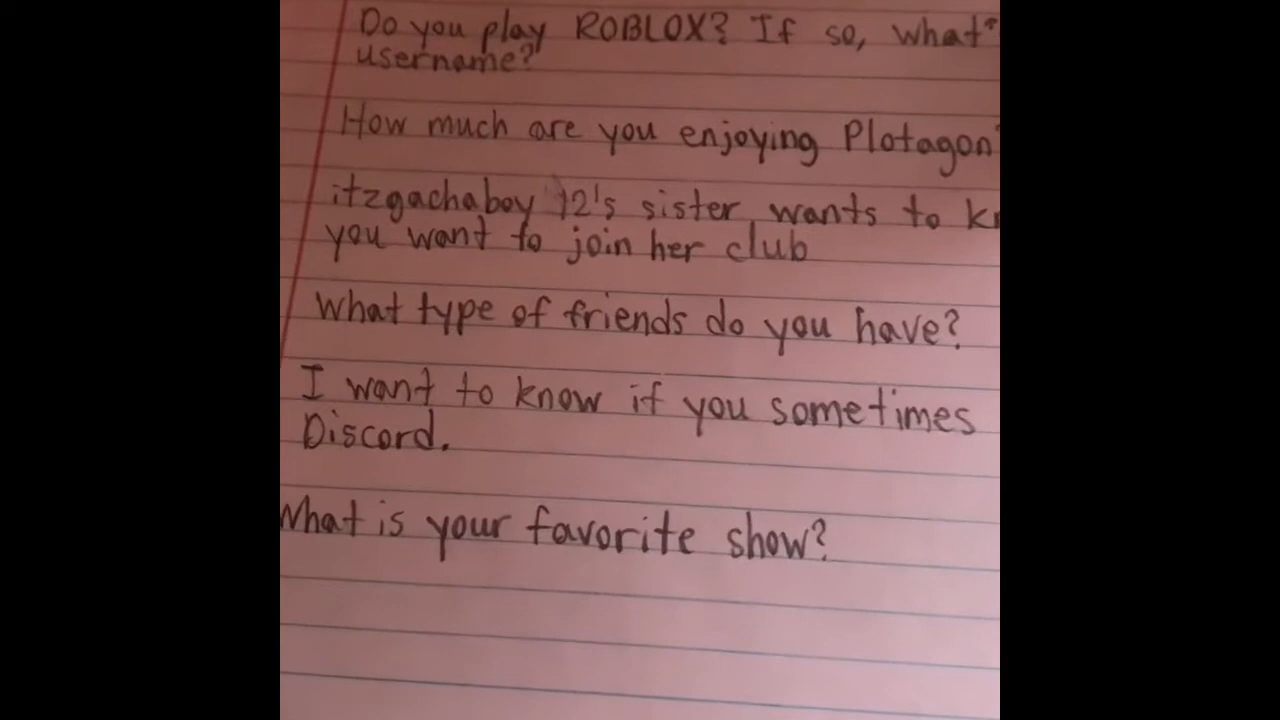 Do you play ROBLOX? If so, what's
username?
How much are you enjoying Plotagon
itzgachaboy 12's sister wants to
you want to join her club
What type of friends do you have?
I want to know if you sometimes
Discord.
What is your favorite show?